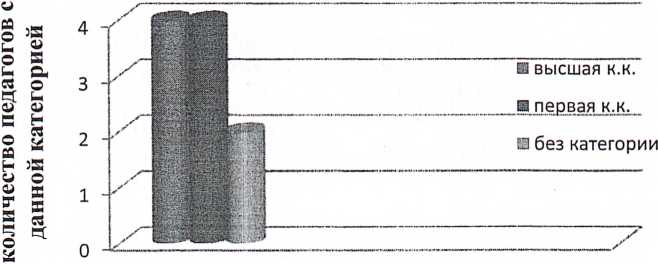 количество педагогов с
данной категорией
4
3
2
1
0
высшая к.к.
первая к.к.
без категории